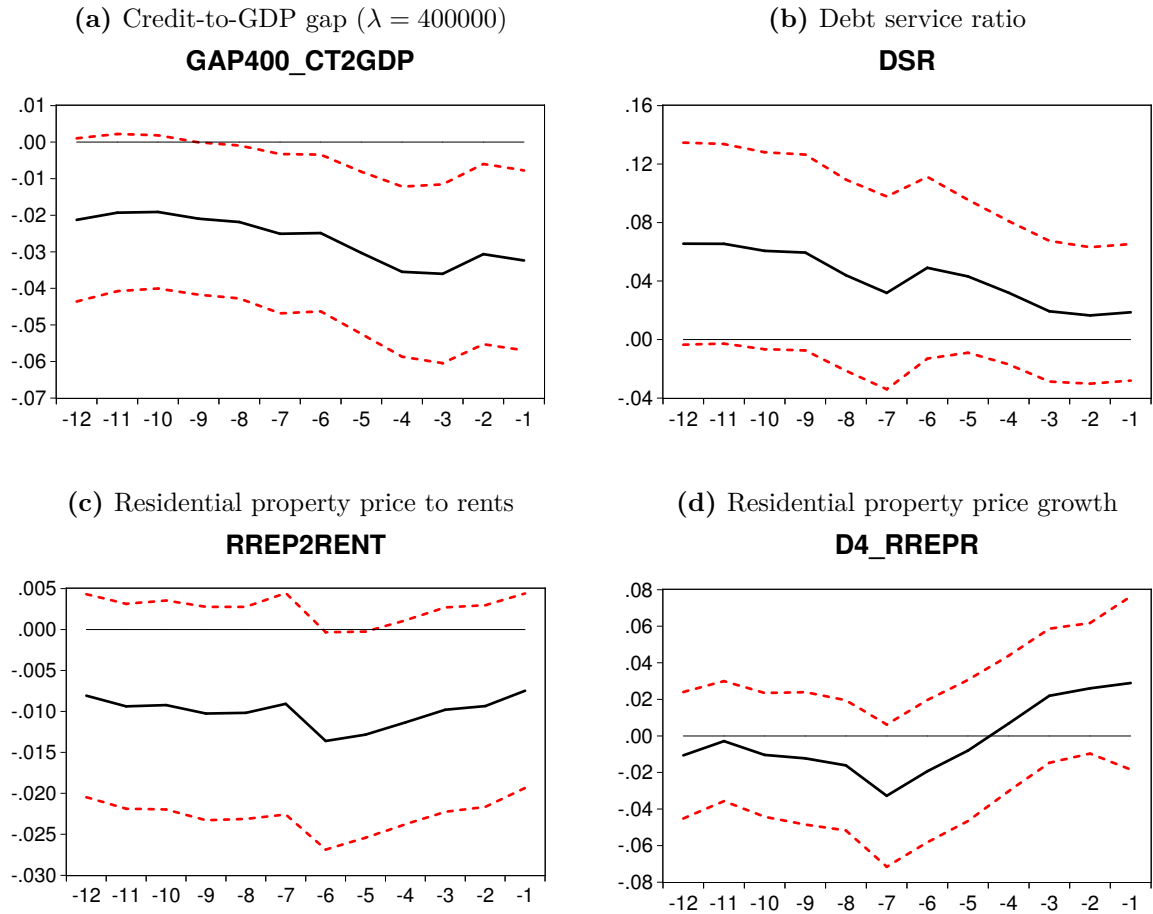 (a) Credit-to-GDP gap (λ = 400000)
GAP400_CT2GDP
.01
.00
-.01
-.02
-.03
-.04
-.05
-.06
-.07
-12 -11 -10 -9 -8 -7 -6 -5 -4 -3 -2 -1
(b) Debt service ratio
DSR
.16
.12
.08
.04
.00
-.04
-12 -11 -10 -9 -8 -7 -6 -5 -4 -3 -2 -1
(c) Residential property price to rents
RREP2RENT
.005
.000
-.005
-.010
-.015
-.020
-.025
-.030
-12 -11 -10 -9 -8 -7 -6 -5 -4 -3 -2 -1
(d) Residential property price growth
D4_RREPR
.08
.06
.04
.02
.00
-.02
-.04
-.06
-.08
-12 -11 -10 -9 -8 -7 -6 -5 -4 -3 -2 -1